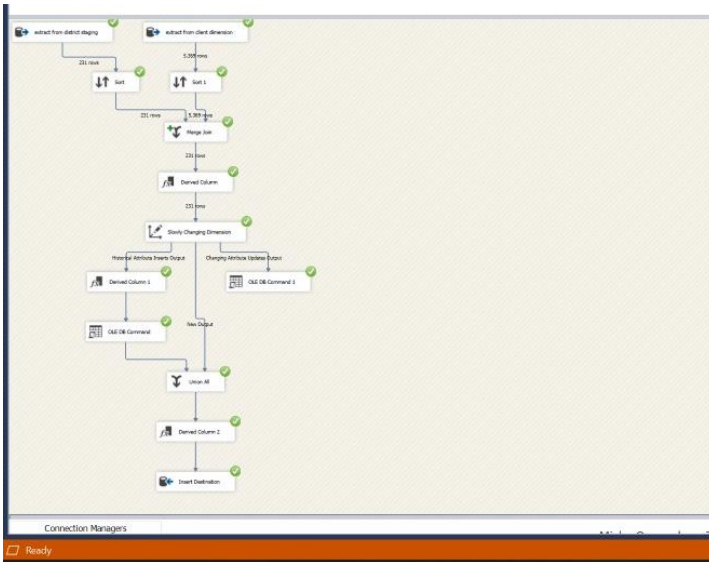 extract from district staging
extract from client dimension
231 rows
5,369 rows
Sort
Sort 1
231 rows
5,369 rows
Merge Join
231 rows
Derived Column
231 rows
Slowly Changing Dimension
Historical Attribute Inserts Output
Changing Attribute Updates Output
Derived Column 1
OLE DB Command 1
New Output
OLE DB Command
Union All
Derived Column 2
Insert Destination
Connection Managers
Ready